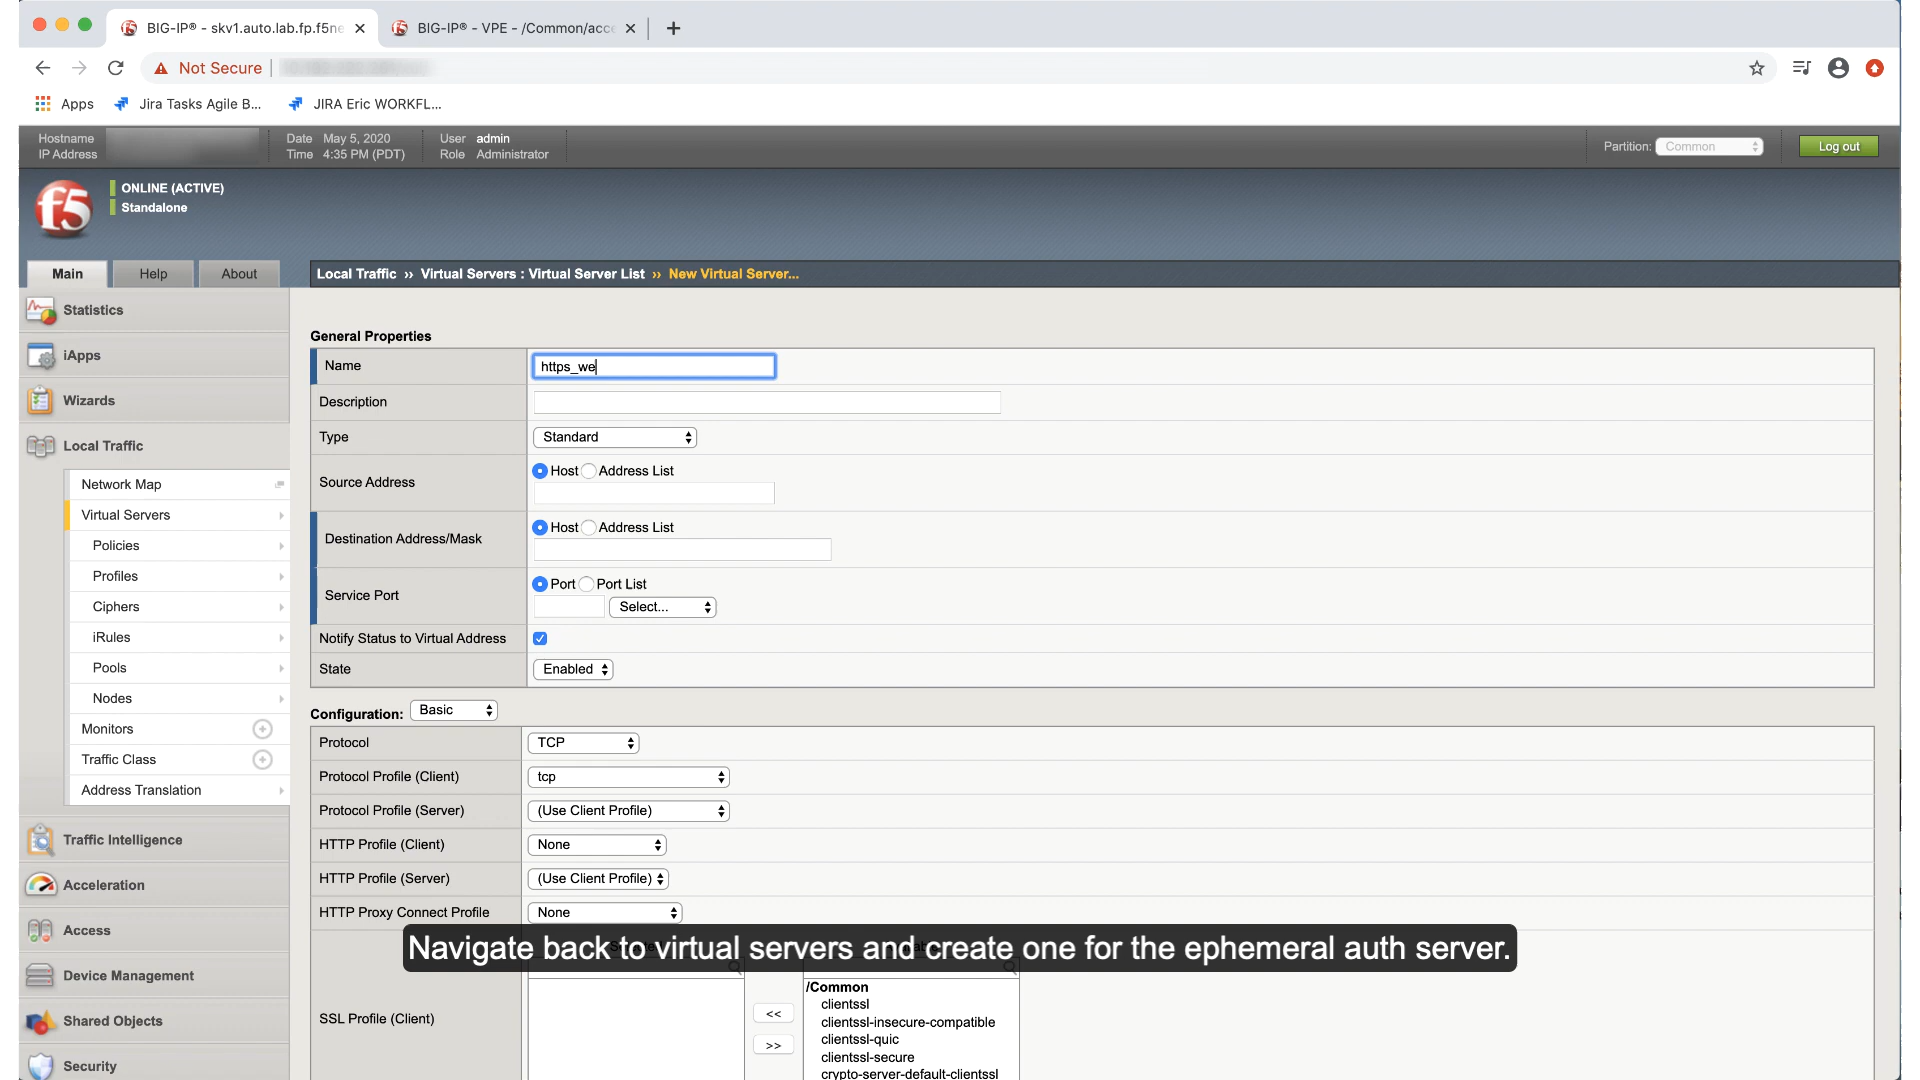 BIG-IP® - skv1.auto.lab.fp.f5ne
BIG-IP® - VPE - /Common/acce
Not Secure
Apps
Jira Tasks Agile B...
JIRA Eric WORKFL...
Hostname
IP Address
Date May 5, 2020
Time 4:35 PM (PDT)
User admin
Role Administrator
Partition: Common
Log out
f5
ONLINE (ACTIVE)
Standalone
Main
Help
About
Local Traffic ›› Virtual Servers : Virtual Server List ›› New Virtual Server...
Statistics
iApps
Wizards
Local Traffic
Network Map
Virtual Servers
Policies
Profiles
Ciphers
iRules
Pools
Nodes
Monitors
Traffic Class
Address Translation
Traffic Intelligence
Acceleration
Access
Device Management
Shared Objects
Security
General Properties
Name https_we
Description
Type Standard
Source Address Host Address List
Destination Address/Mask Host Address List
Service Port Port Port List
Select...
Notify Status to Virtual Address
State Enabled
Configuration: Basic
Protocol TCP
Protocol Profile (Client) tcp
Protocol Profile (Server) (Use Client Profile)
HTTP Profile (Client) None
HTTP Profile (Server) (Use Client Profile)
HTTP Proxy Connect Profile None
Navigate back to virtual servers and create one for the ephemeral auth server.
SSL Profile (Client)
<<
>>
/Common
clientssl
clientssl-insecure-compatible
clientssl-quic
clientssl-secure
crypto-server-default-clientssl